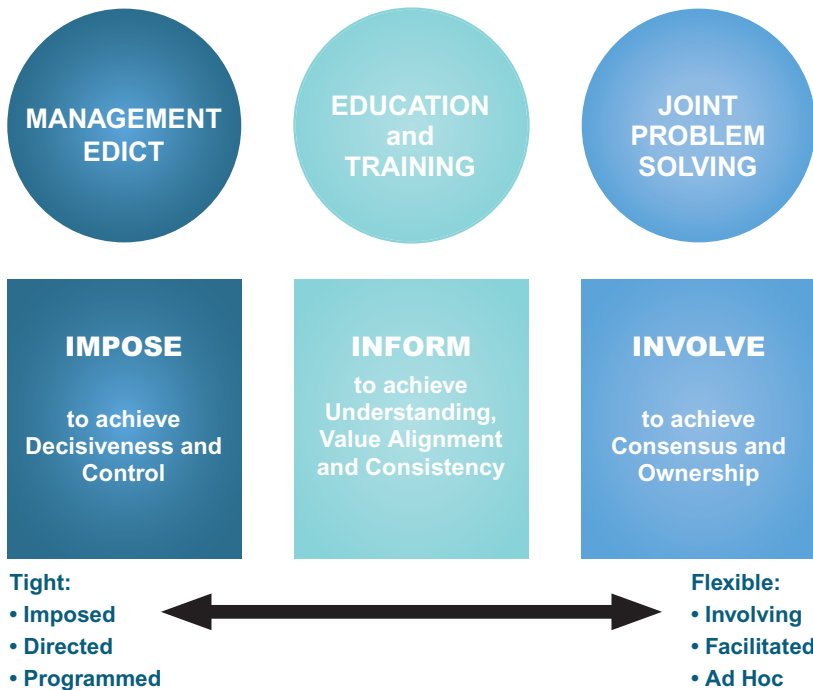 MANAGEMENT
EDICT
EDUCATION
and
TRAINING
JOINT
PROBLEM
SOLVING
IMPOSE
to achieve
Decisiveness and
Control
INFORM
to achieve
Understanding,
Value Alignment
and Consistency
INVOLVE
to achieve
Consensus and
Ownership
Tight:
• Imposed
• Directed
• Programmed
Flexible:
• Involving
• Facilitated
• Ad Hoc